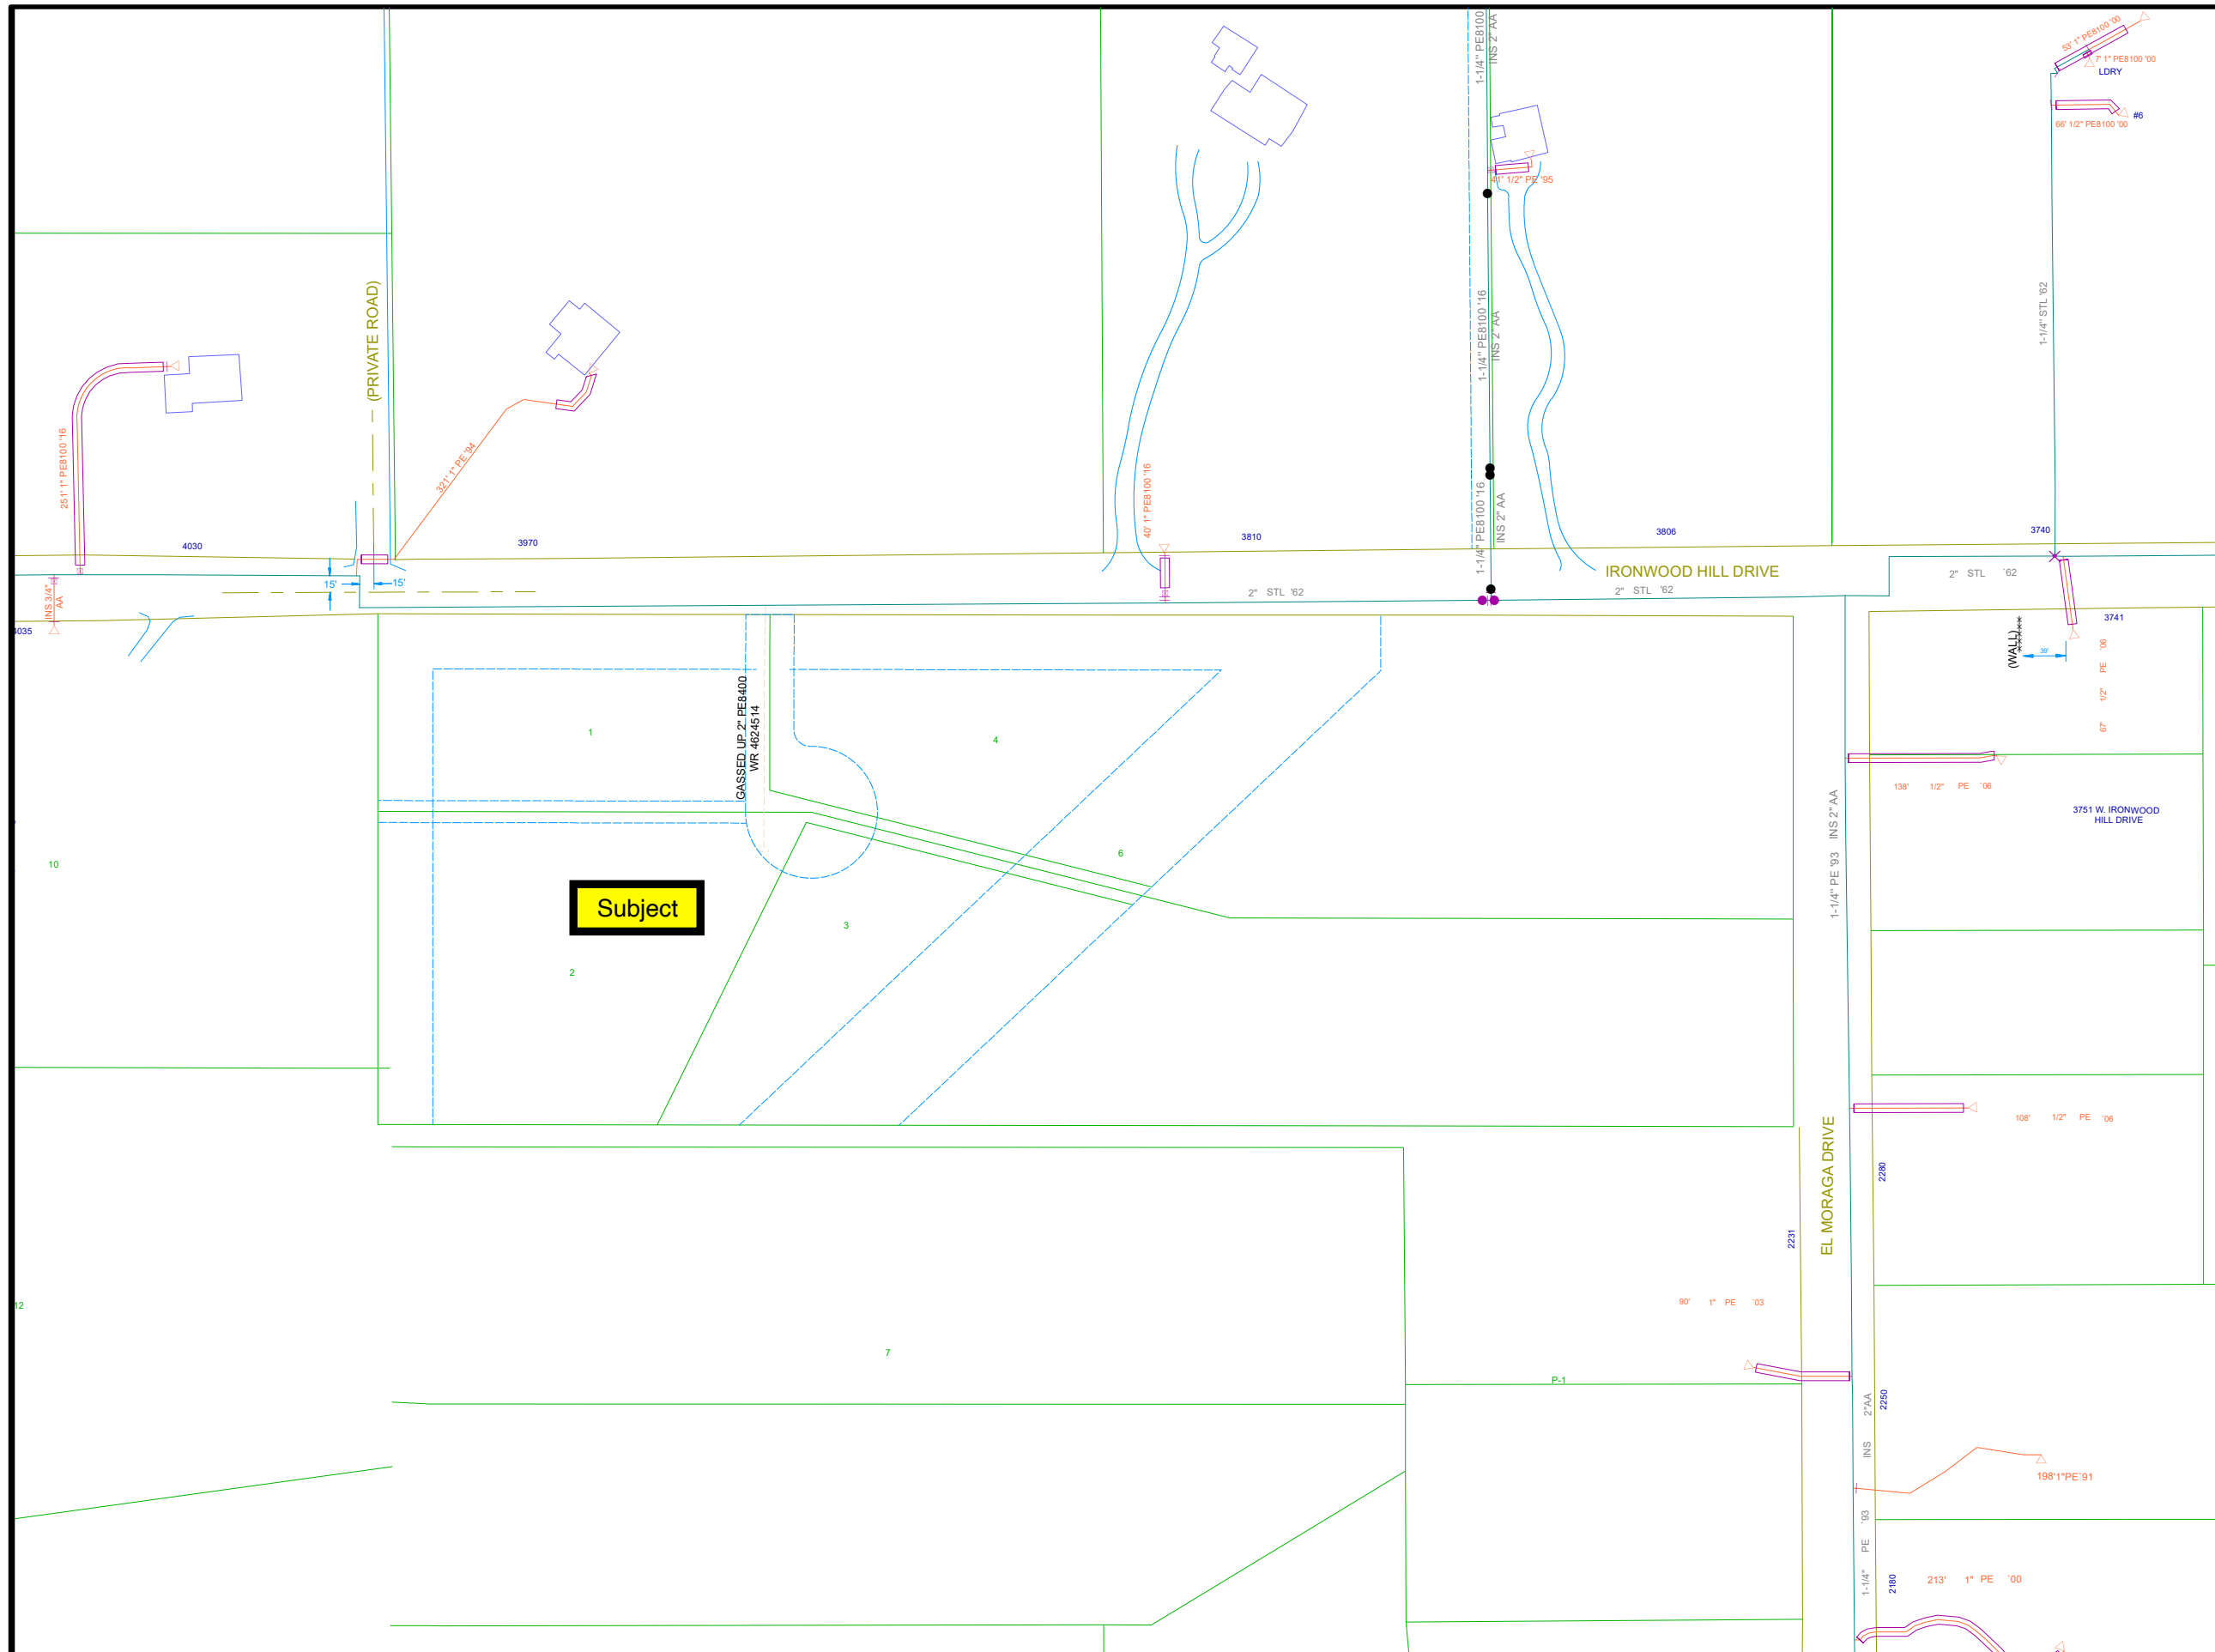 1-1/4" PE8100
INS 2" AA
53' 1" PE8100 '00
7' 1" PE8100 '00
LDRY
#6
66' 1/2" PE8100 '00
41' 1/2" PE '95
(PRIVATE ROAD)
1-1/4" PE8100 '16
INS 2" AA
1-1/4" STL '62
251' 1" PE8100 '16
321' 1" PE '94
40' 1" PE8100 '16
1-1/4" PE8100 '16
INS 2" AA
4030
3970
3810
3806
3740
15'
15'
IRONWOOD HILL DRIVE
2" STL '62
2" STL '62
2" STL '62
INS 3/4"
AA
4035
3741
(WALL)
39'
67' 1/2" PE '06
GASSED UP 2" PE8400
WR 4624514
1
4
138' 1/2" PE '06
3751 W. IRONWOOD
HILL DRIVE
1-1/4" PE '93 INS 2" AA
10
6
Subject
3
2
108' 1/2" PE '06
EL MORAGA DRIVE
2280
2231
12
90' 1" PE '03
7
P-1
2250
1-1/4" PE '93 INS 2"AA
198'1"PE'91
2180
213' 1" PE '00